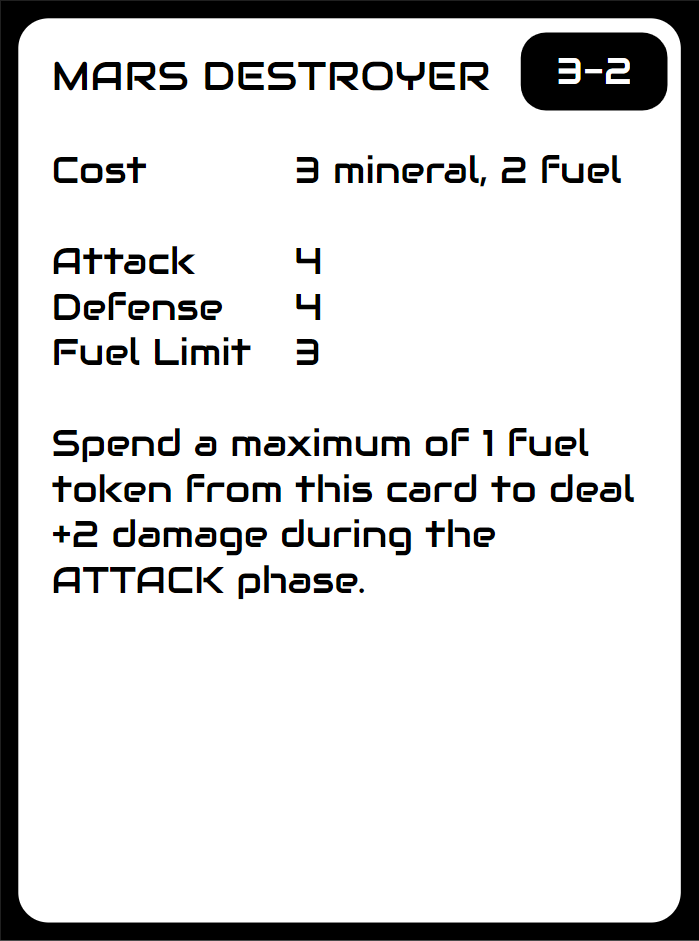 MARS DESTROYER 3-2
Cost 3 mineral, 2 fuel
Attack 4
Defense 4
Fuel Limit 3
Spend a maximum of 1 fuel
token from this card to deal
+2 damage during the
ATTACK phase.